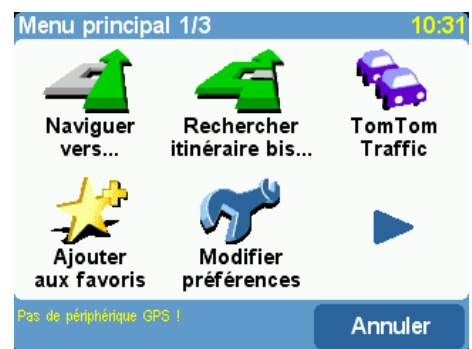 Menu principal 1/3 10:31
Naviguer
vers...
Rechercher
itinéraire bis...
TomTom
Traffic
Ajouter
aux favoris
Modifier
préférences
Pas de périphérique GPS !
Annuler